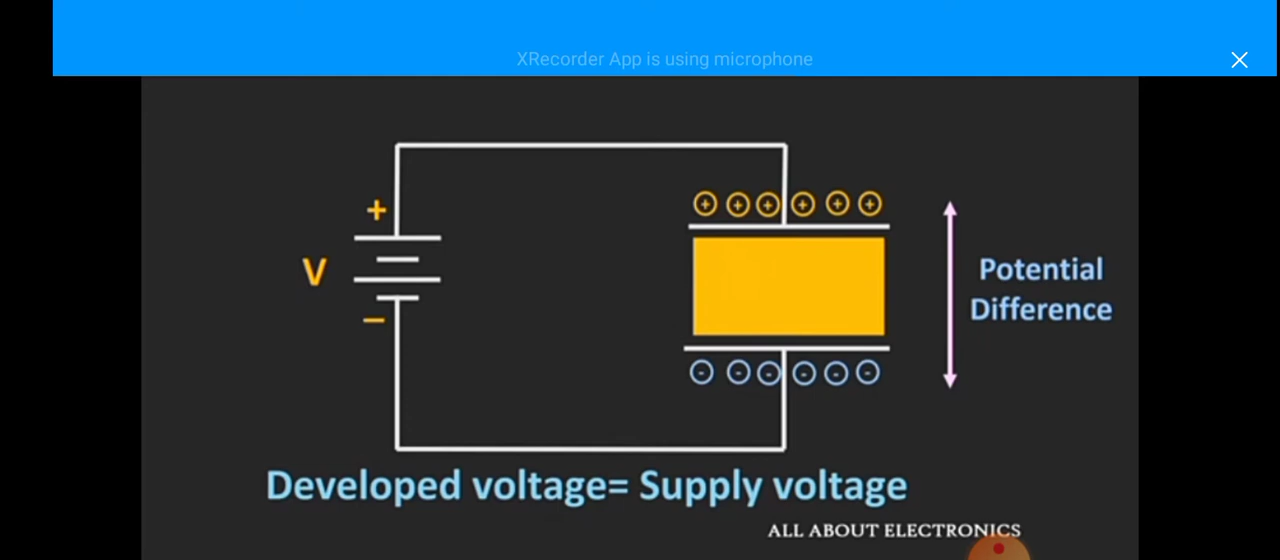 XRecorder App is using microphone
+
V
−
+ + + + + +
Potential
Difference
- - - - - -
Developed voltage= Supply voltage
ALL ABOUT ELECTRONICS